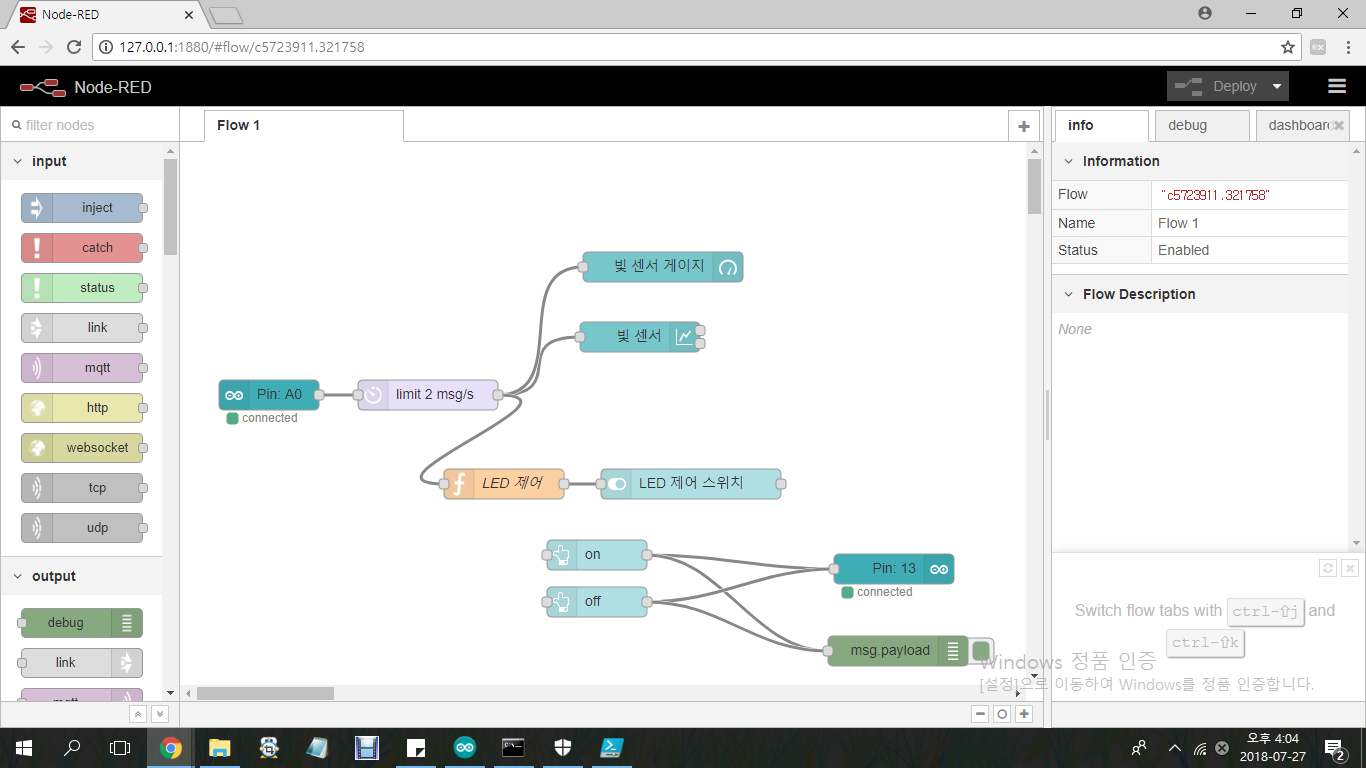 Node-RED
127.0.0.1:1880/#flow/c5723911.321758
Node-RED
Deploy
filter nodes
Flow 1
info
debug
dashboard
input
inject
catch
status
link
mqtt
http
websocket
tcp
udp
output
debug
link
mqtt
빛 센서 게이지
빛 센서
Pin: A0
limit 2 msg/s
connected
LED 제어
LED 제어 스위치
on
off
Pin: 13
connected
msg.payload
Information
Flow "c5723911.321758"
Name Flow 1
Status Enabled
Flow Description
None
Switch flow tabs with ctrl-⇧j and
ctrl-⇧k
Windows 정품 인증
[설정]으로 이동하여 Windows를 정품 인증합니다.
오후 4:04
2018-07-27
2